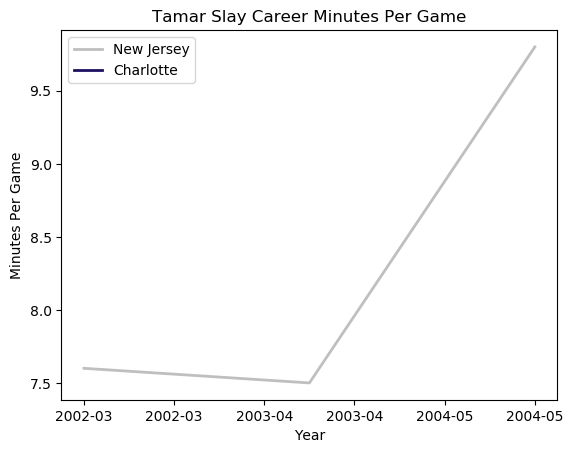 Tamar Slay Career Minutes Per Game
New Jersey
Charlotte
9.5
9.0
8.5
8.0
7.5
Minutes Per Game
2002-03 2002-03 2003-04 2003-04 2004-05 2004-05
Year